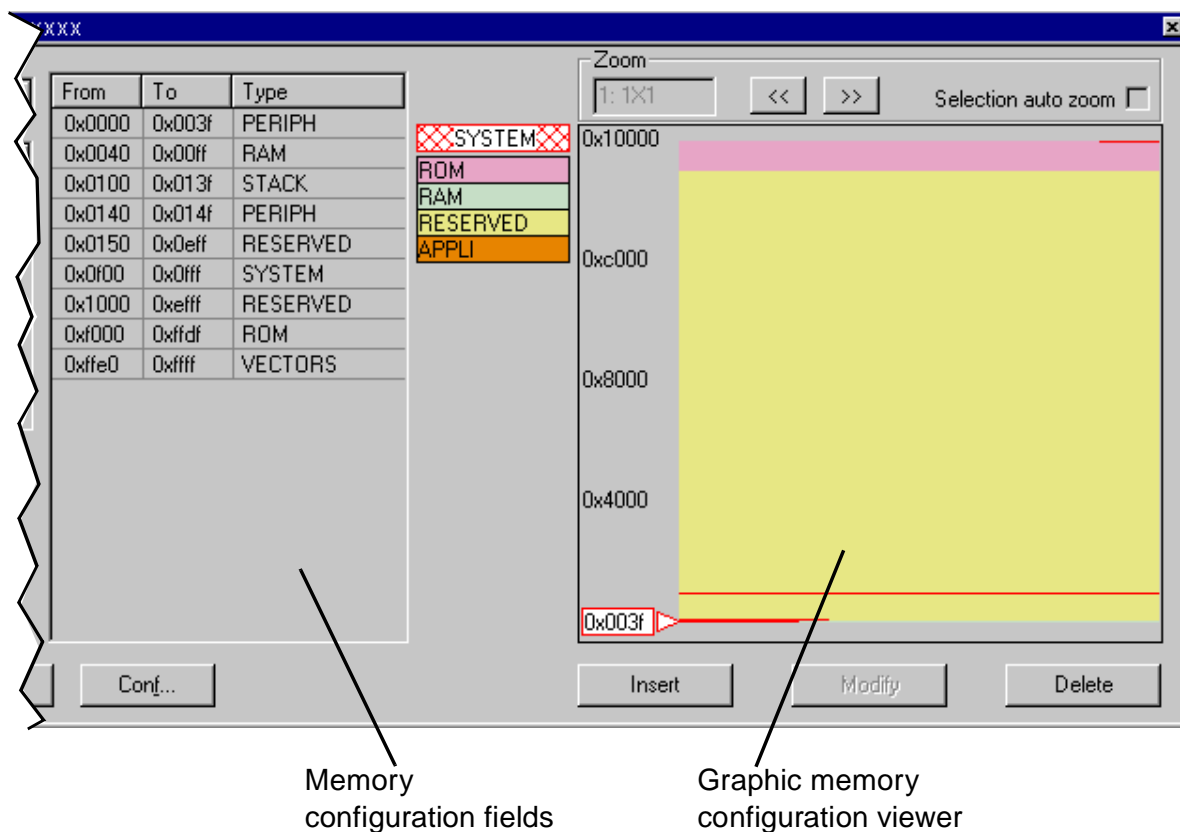 XXXX
From To Type
0x0000 0x003f PERIPH
0x0040 0x00ff RAM
0x0100 0x013f STACK
0x0140 0x014f PERIPH
0x0150 0x0eff RESERVED
0x0f00 0x0fff SYSTEM
0x1000 0xefff RESERVED
0xf000 0xffdf ROM
0xffe0 0xffff VECTORS
SYSTEM
ROM
RAM
RESERVED
APPLI
Zoom
1: 1X1 << >> Selection auto zoom
0x10000
0xc000
0x8000
0x4000
0x003f
Conf... Insert Modify Delete
Memory
configuration fields
Graphic memory
configuration viewer